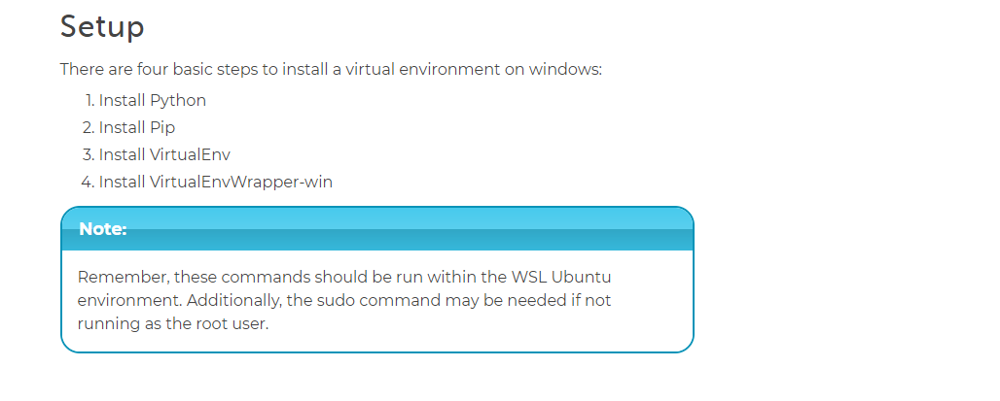 Setup
There are four basic steps to install a virtual environment on windows:
1. Install Python
2. Install Pip
3. Install VirtualEnv
4. Install VirtualEnvWrapper-win
Note:
Remember, these commands should be run within the WSL Ubuntu
environment. Additionally, the sudo command may be needed if not
running as the root user.